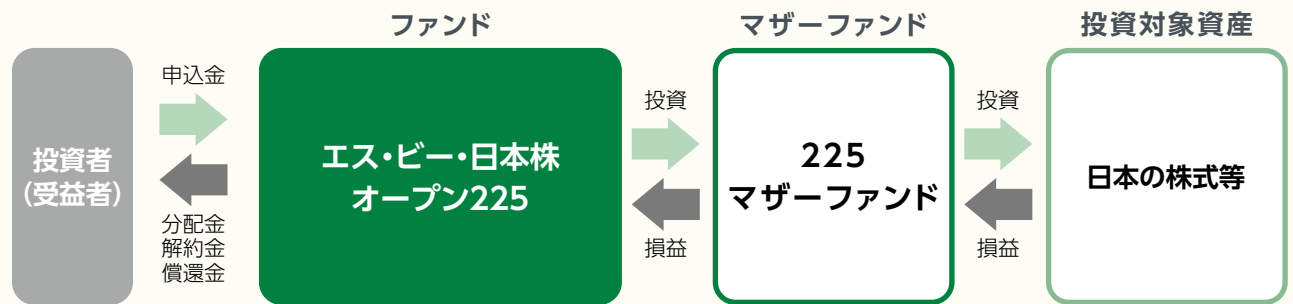 ファンド
マザーファンド
投資対象資産
投資者
(受益者)
申込金
分配金
解約金
償還金
エス・ビー・日本株
オープン225
投資
損益
225
マザーファンド
投資
損益
日本の株式等